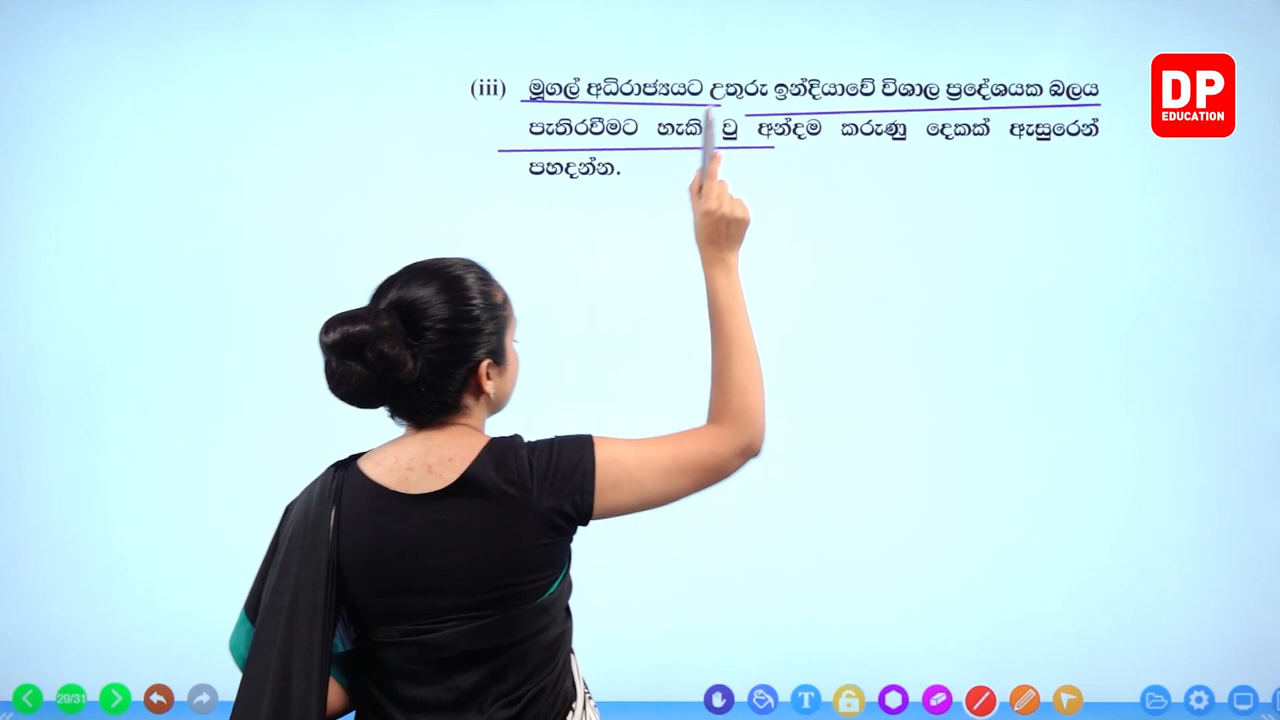 (iii) මූගල් අධිරාජ්‍යයට උතුරු ඉන්දියාවේ විශාල ප්‍රදේශයක බලය
පැතිරවීමට හැකි වු අන්දම කරුණු දෙකක් ඇසුරෙන්
පහදන්න.
DP
EDUCATION
29/31
T